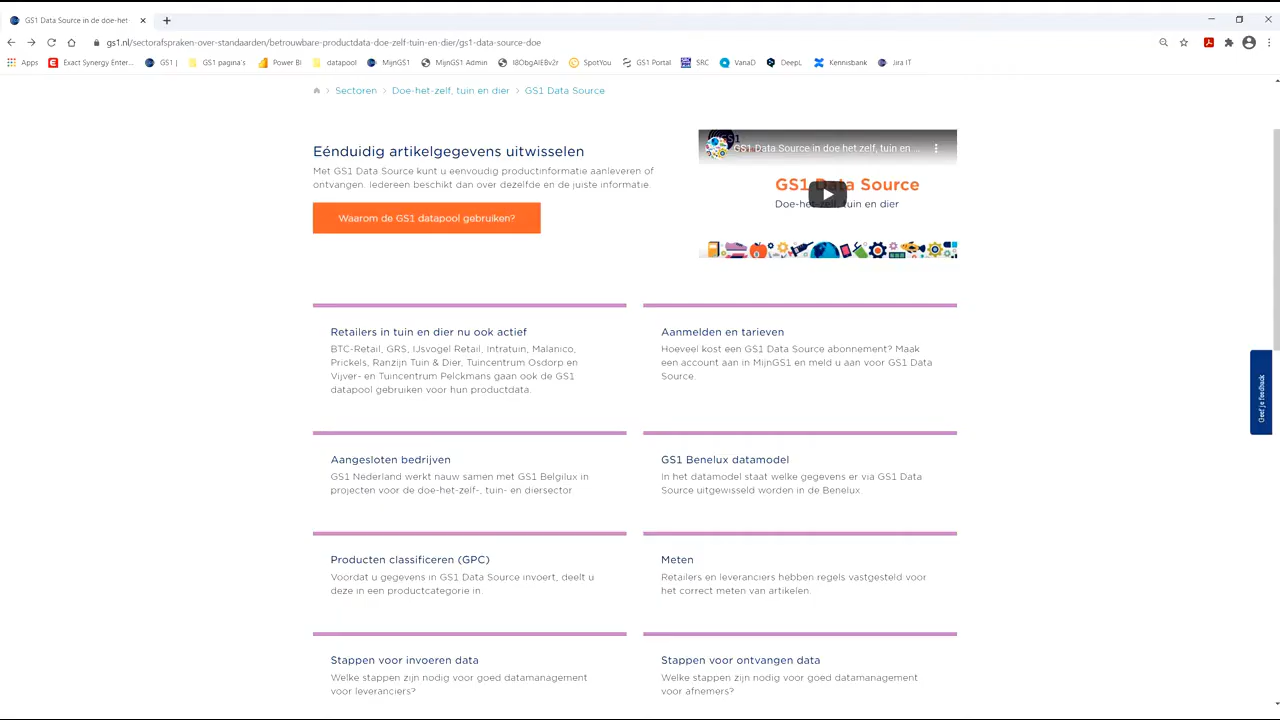 GS1 Data Source in de doe-het
gs1.nl/sectorafspraken-over-standaarden/betrouwbare-productdata-doe-zelf-tuin-en-dier/gs1-data-source-doe
Apps Exact Synergy Enter... GS1 | GS1 pagina's Power BI datapool MijnGS1 MijnGS1 Admin I8ObgAIEBv2r SpotYou GS1 Portal SRC VanaD DeepL Kennisbank Jira IT
Sectoren > Doe-het-zelf, tuin en dier > GS1 Data Source
Eénduidig artikelgegevens uitwisselen
Met GS1 Data Source kunt u eenvoudig productinformatie aanleveren of
ontvangen. Iedereen beschikt dan over dezelfde en de juiste informatie.
Waarom de GS1 datapool gebruiken?
GS1 Data Source in doe het zelf, tuin en ...
GS1 Data Source
Doe-het-zelf, tuin en dier
Retailers in tuin en dier nu ook actief
BTC-Retail, GRS, IJsvogel Retail, Intratuin, Malanico,
Prickels, Ranzijn Tuin & Dier, Tuincentrum Osdorp en
Vijver- en Tuincentrum Pelckmans gaan ook de GS1
datapool gebruiken voor hun productdata.
Aanmelden en tarieven
Hoeveel kost een GS1 Data Source abonnement? Maak
een account aan in MijnGS1 en meld u aan voor GS1 Data
Source.
Geef je feedback
Aangesloten bedrijven
GS1 Nederland werkt nauw samen met GS1 Belgilux in
projecten voor de doe-het-zelf-, tuin- en diersector
GS1 Benelux datamodel
In het datamodel staat welke gegevens er via GS1 Data
Source uitgewisseld worden in de Benelux
Producten classificeren (GPC)
Voordat u gegevens in GS1 Data Source invoert, deelt u
deze in een productcategorie in.
Meten
Retailers en leveranciers hebben regels vastgesteld voor
het correct meten van artikelen.
Stappen voor invoeren data
Welke stappen zijn nodig voor goed datamanagement
voor leveranciers?
Stappen voor ontvangen data
Welke stappen zijn nodig voor goed datamanagement
voor afnemers?